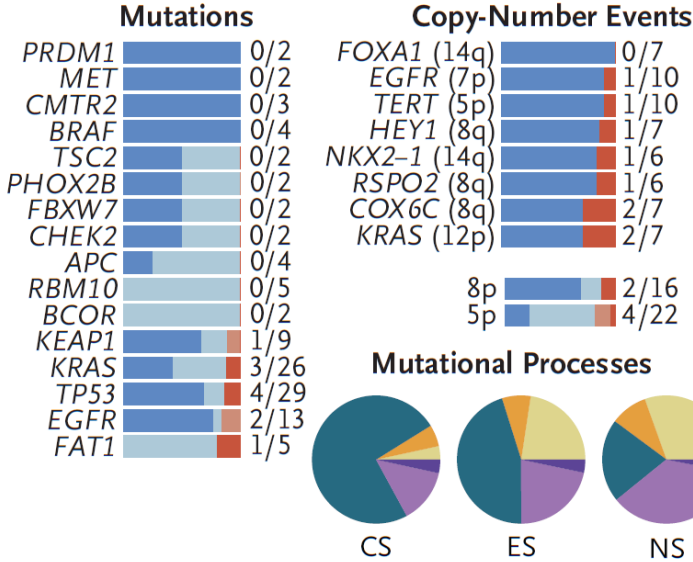 Mutations
PRDM1 0/2
MET 0/2
CMTR2 0/3
BRAF 0/4
TSC2 0/2
PHOX2B 0/2
FBXW7 0/2
CHEK2 0/2
APC 0/4
RBM10 0/5
BCOR 0/2
KEAP1 1/9
KRAS 3/26
TP53 4/29
EGFR 2/13
FAT1 1/5
Copy-Number Events
FOXA1 (14q) 0/7
EGFR (7p) 1/10
TERT (5p) 1/10
HEY1 (8q) 1/7
NKX2–1 (14q) 1/6
RSPO2 (8q) 1/6
COX6C (8q) 2/7
KRAS (12p) 2/7
8p 2/16
5p 4/22
Mutational Processes
CS
ES
NS